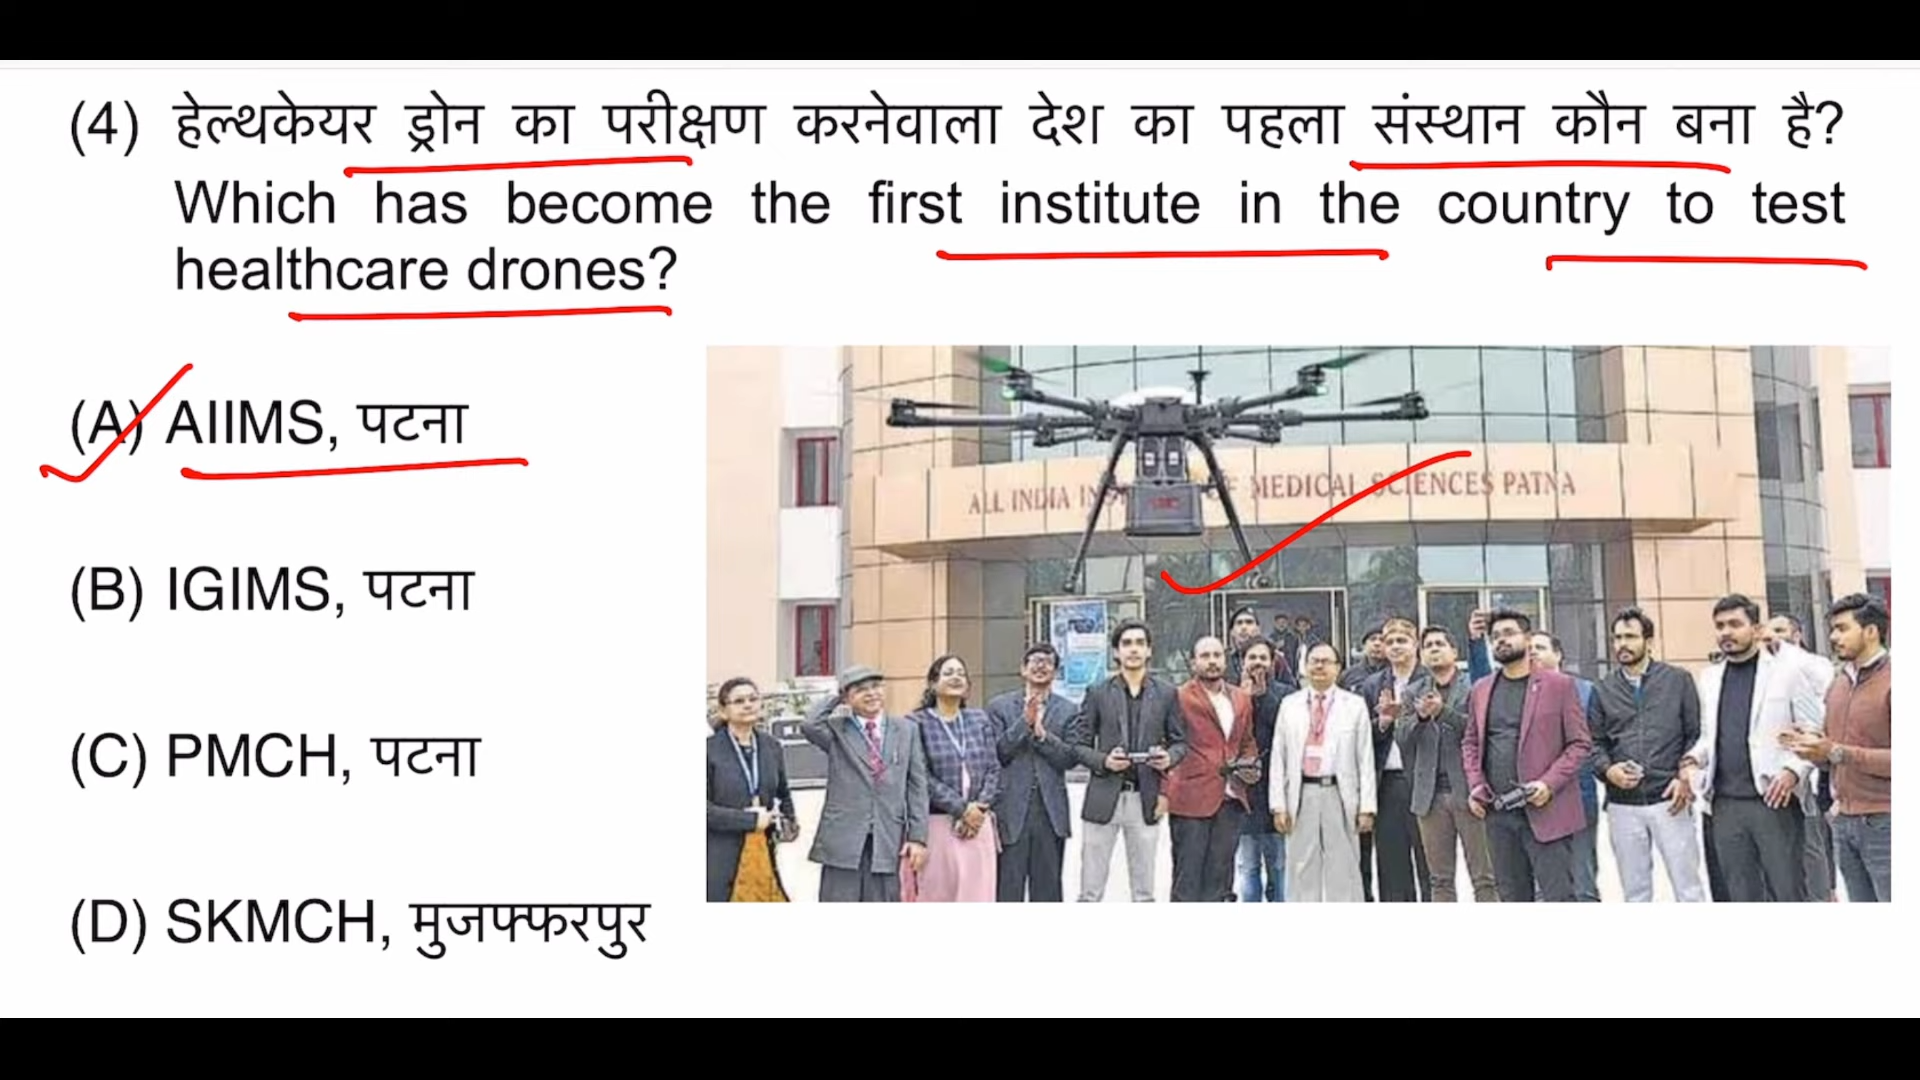 (4) हेल्थकेयर ड्रोन का परीक्षण करनेवाला देश का पहला संस्थान कौन बना है?
Which has become the first institute in the country to test
healthcare drones?
(A) AIIMS, पटना
ALL INDIA OF MEDICAL SCIENCES PATNA
(B) IGIMS, पटना
(C) PMCH, पटना
(D) SKMCH, मुजफ्फरपुर